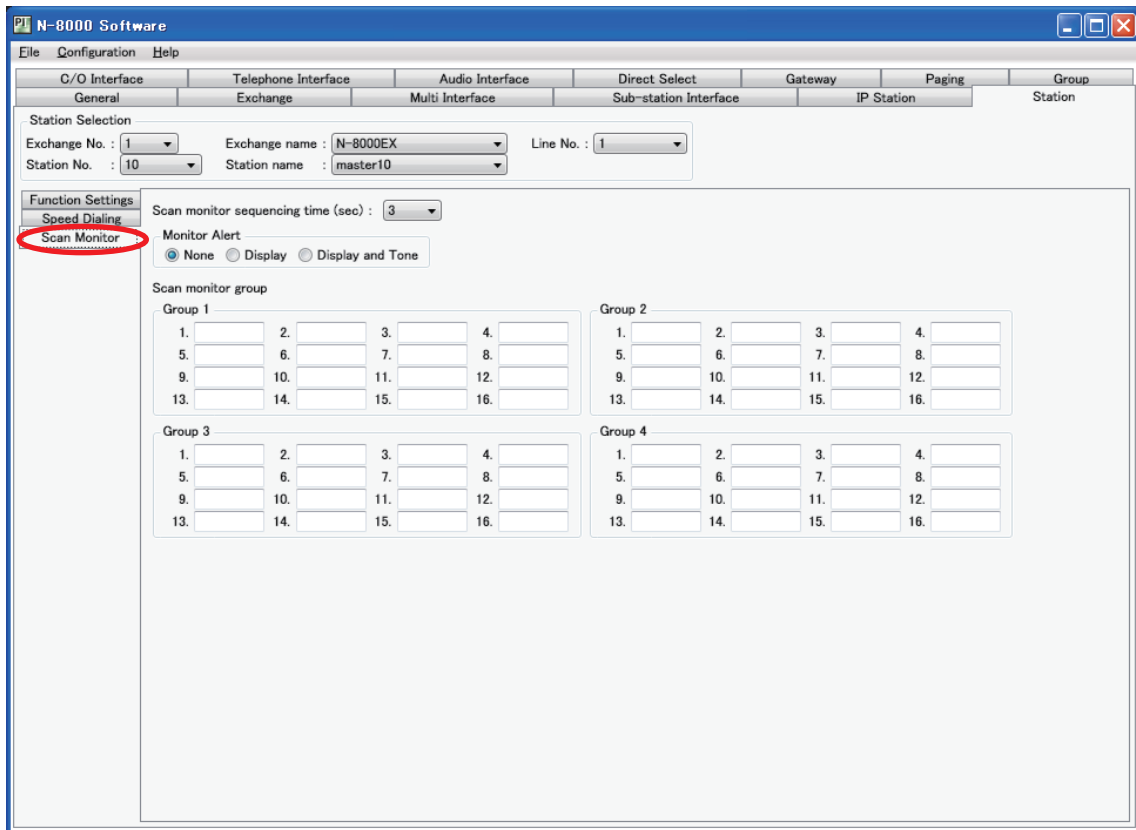 N-8000 Software
File Configuration Help
C/O Interface Telephone Interface Audio Interface Direct Select Gateway Paging Group
General Exchange Multi Interface Sub-station Interface IP Station Station
Station Selection
Exchange No. : 1 Exchange name : N-8000EX Line No. : 1
Station No. : 10 Station name : master10
Function Settings
Speed Dialing
Scan Monitor
Scan monitor sequencing time (sec) : 3
Monitor Alert
None Display Display and Tone
Scan monitor group
Group 1
1. 2. 3. 4.
5. 6. 7. 8.
9. 10. 11. 12.
13. 14. 15. 16.
Group 2
1. 2. 3. 4.
5. 6. 7. 8.
9. 10. 11. 12.
13. 14. 15. 16.
Group 3
1. 2. 3. 4.
5. 6. 7. 8.
9. 10. 11. 12.
13. 14. 15. 16.
Group 4
1. 2. 3. 4.
5. 6. 7. 8.
9. 10. 11. 12.
13. 14. 15. 16.